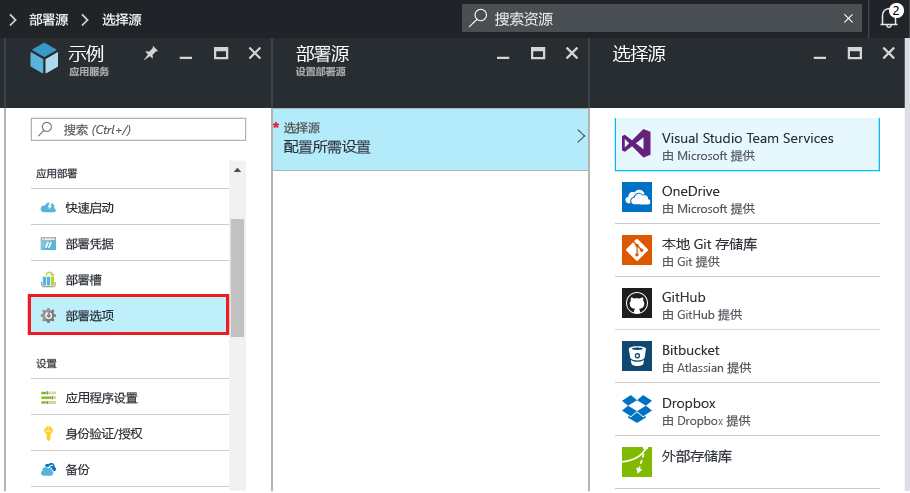 部署源
选择源
搜索资源
2
示例
应用服务
搜索 (Ctrl+/)
应用部署
快速启动
部署凭据
部署槽
部署选项
设置
应用程序设置
身份验证/授权
备份
部署源
设置部署源
* 选择源
配置所需设置
选择源
Visual Studio Team Services
由 Microsoft 提供
OneDrive
由 Microsoft 提供
本地 Git 存储库
由 Git 提供
GitHub
由 GitHub 提供
Bitbucket
由 Atlassian 提供
Dropbox
由 Dropbox 提供
外部存储库